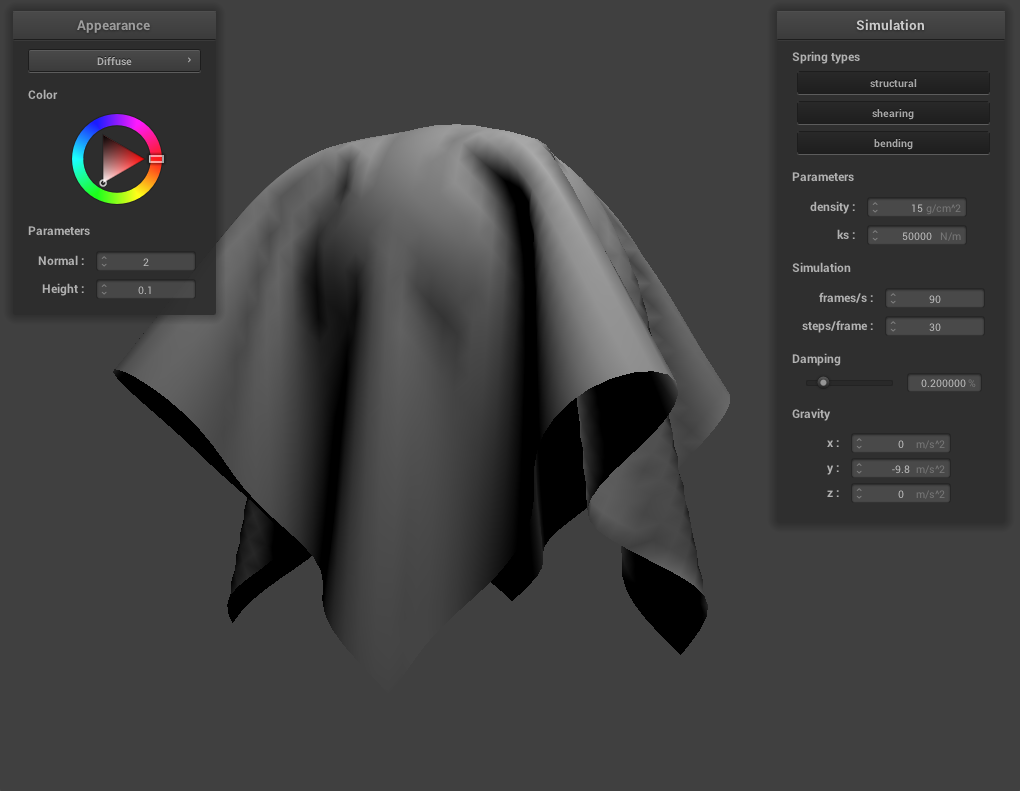 Appearance
Diffuse ›
Color
Parameters
Normal : 2
Height : 0.1
Simulation
Spring types
structural
shearing
bending
Parameters
density : 15 g/cm^2
ks : 50000 N/m
Simulation
frames/s : 90
steps/frame : 30
Damping
0.200000 %
Gravity
x : 0 m/s^2
y : -9.8 m/s^2
z : 0 m/s^2